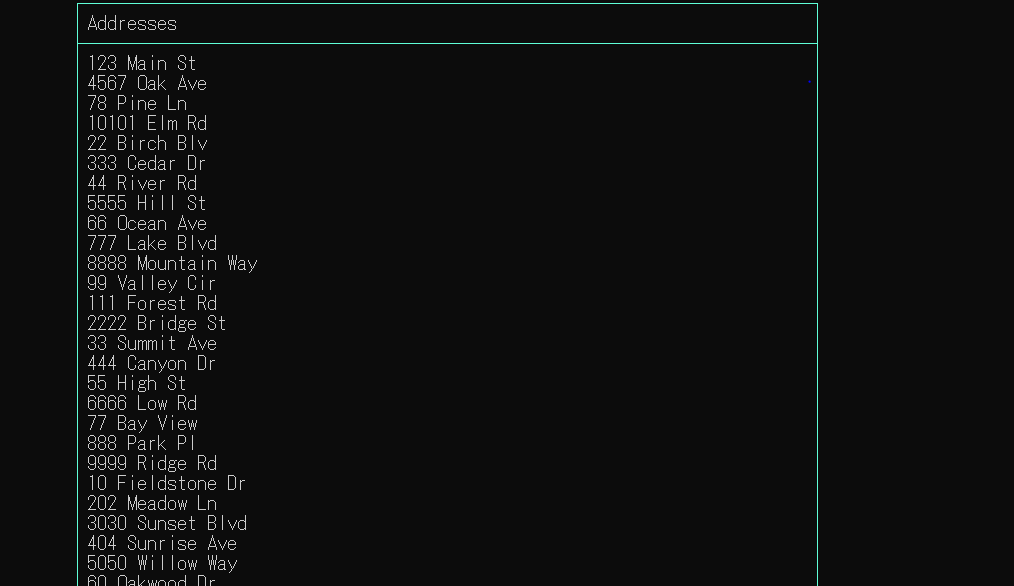 Addresses
123 Main St
4567 Oak Ave
78 Pine Ln
10101 Elm Rd
22 Birch Blv
333 Cedar Dr
44 River Rd
5555 Hill St
66 Ocean Ave
777 Lake Blvd
8888 Mountain Way
99 Valley Cir
111 Forest Rd
2222 Bridge St
33 Summit Ave
444 Canyon Dr
55 High St
6666 Low Rd
77 Bay View
888 Park Pl
9999 Ridge Rd
10 Fieldstone Dr
202 Meadow Ln
3030 Sunset Blvd
404 Sunrise Ave
5050 Willow Way
60 Oakwood Dr